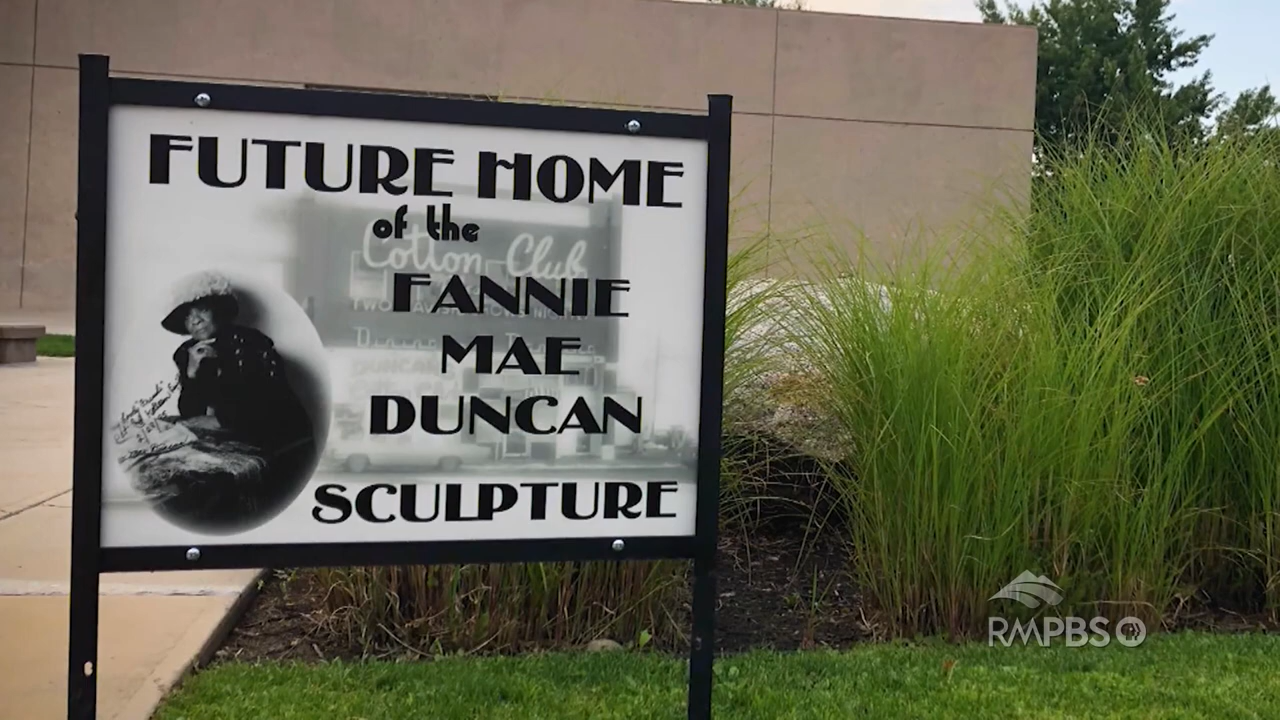 FUTURE HOME
of the
Cotton Club
FANNIE
MAE
DUNCAN
SCULPTURE
RMPBS